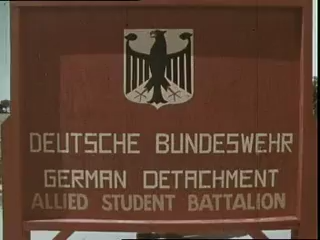 DEUTSCHE BUNDESWEHR
GERMAN DETACHMENT
ALLIED STUDENT BATTALION